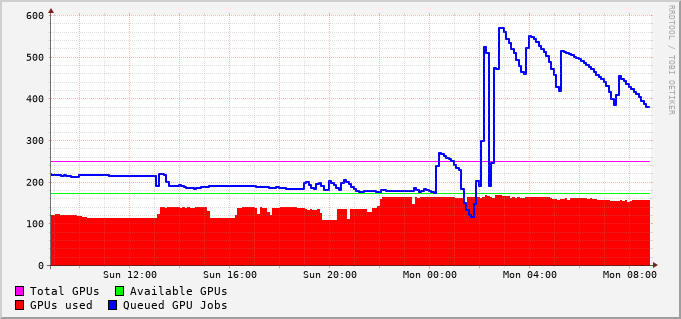 600
500
400
300
200
100
0
Sun 12:00 Sun 16:00 Sun 20:00 Mon 00:00 Mon 04:00 Mon 08:00
Total GPUs Available GPUs
GPUs used Queued GPU Jobs
RRDTOOL / TOBI OETIKER